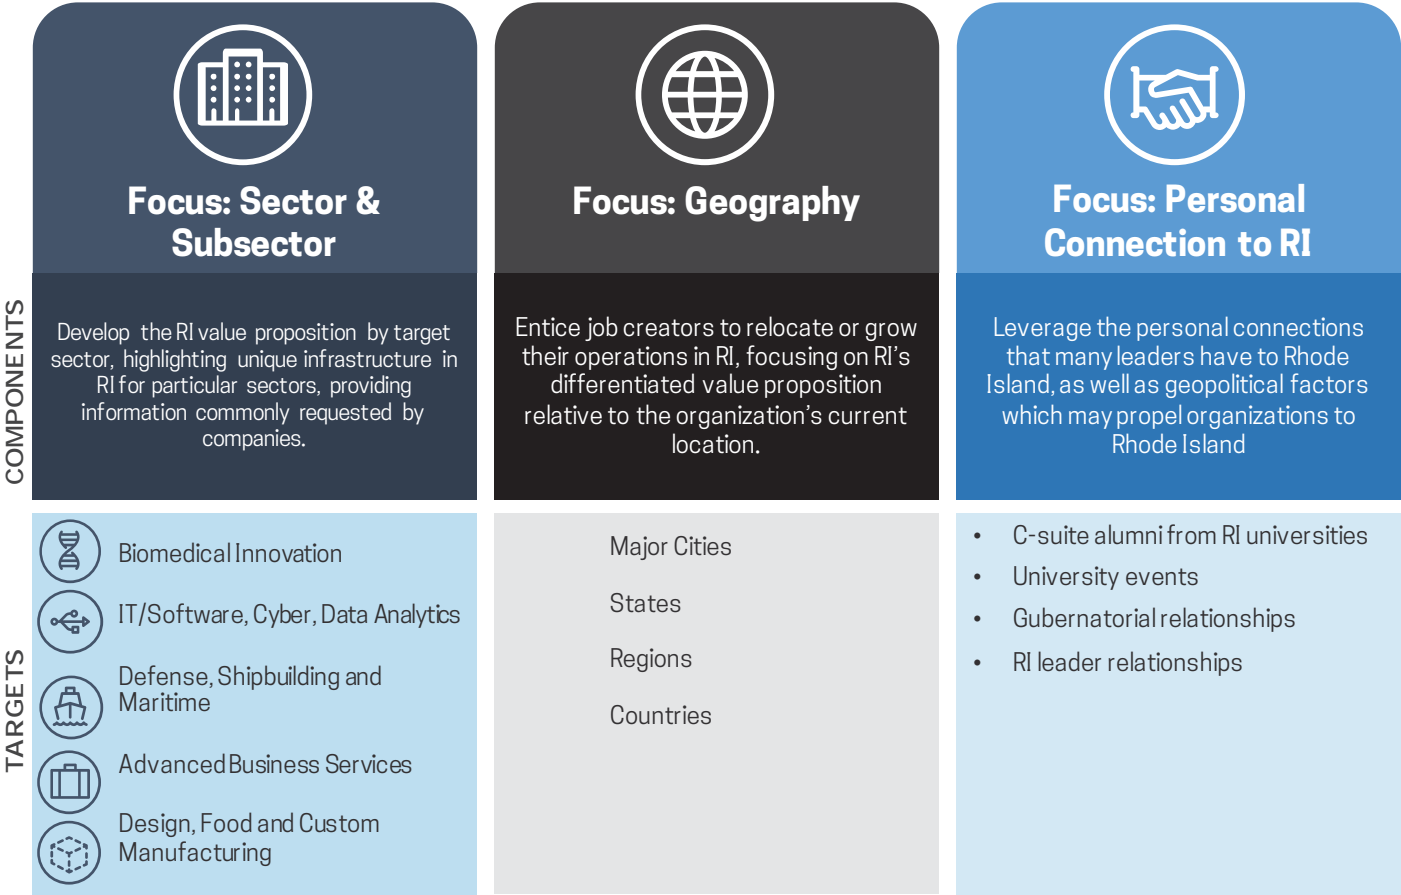 Focus: Sector &
Subsector
Focus: Geography
Focus: Personal
Connection to RI
COMPONENTS
Develop the RI value proposition by target
sector, highlighting unique infrastructure in
RI for particular sectors, providing
information commonly requested by
companies.
Entice job creators to relocate or grow
their operations in RI, focusing on RI's
differentiated value proposition
relative to the organization's current
location.
Leverage the personal connections
that many leaders have to Rhode
Island, as well as geopolitical factors
which may propel organizations to
Rhode Island
TARGETS
Biomedical Innovation
IT/Software, Cyber, Data Analytics
Defense, Shipbuilding and
Maritime
Advanced Business Services
Design, Food and Custom
Manufacturing
Major Cities
States
Regions
Countries
• C-suite alumni from RI universities
• University events
• Gubernatorial relationships
• RI leader relationships